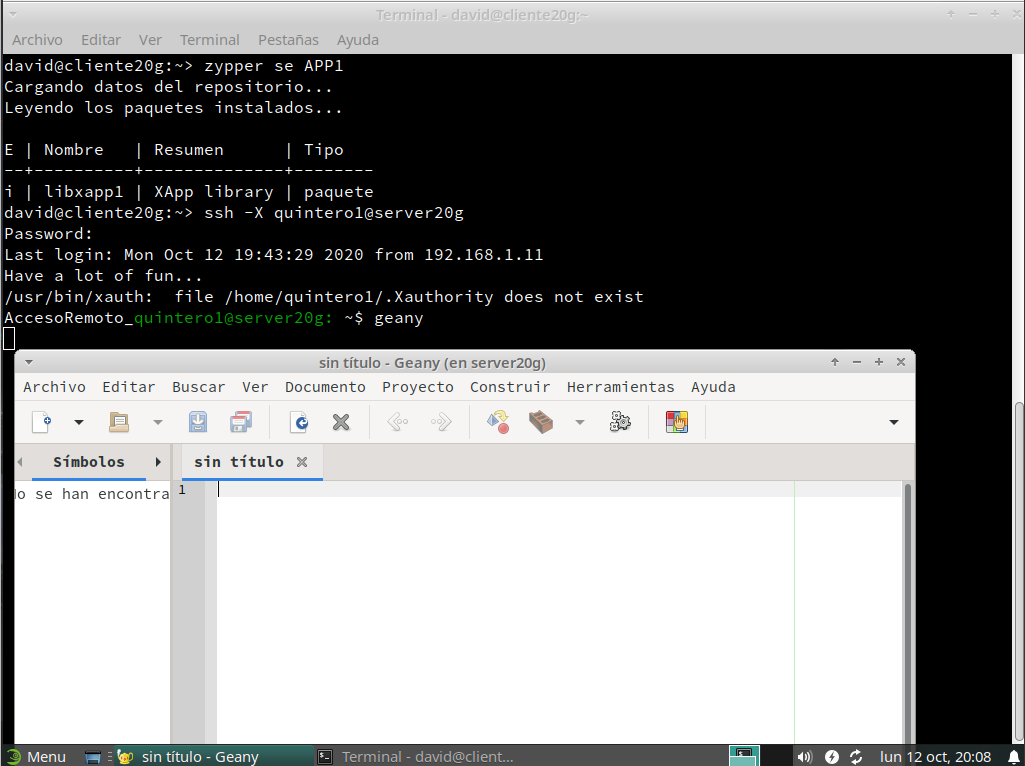 Terminal - david@cliente20g:~
Archivo Editar Ver Terminal Pestañas Ayuda
david@cliente20g:~> zypper se APP1
Cargando datos del repositorio...
Leyendo los paquetes instalados...
E | Nombre   | Resumen      | Tipo
--+----------+--------------+--------
i | libxapp1 | XApp library | paquete
david@cliente20g:~> ssh -X quintero1@server20g
Password:
Last login: Mon Oct 12 19:43:29 2020 from 192.168.1.11
Have a lot of fun...
/usr/bin/xauth:  file /home/quintero1/.Xauthority does not exist
AccesoRemoto_quintero1@server20g: ~$ geany
sin título - Geany (en server20g)
Archivo Editar Buscar Ver Documento Proyecto Construir Herramientas Ayuda
Símbolos sin título
No se han encontra 1
Menu sin título - Geany Terminal - david@client... lun 12 oct, 20:08